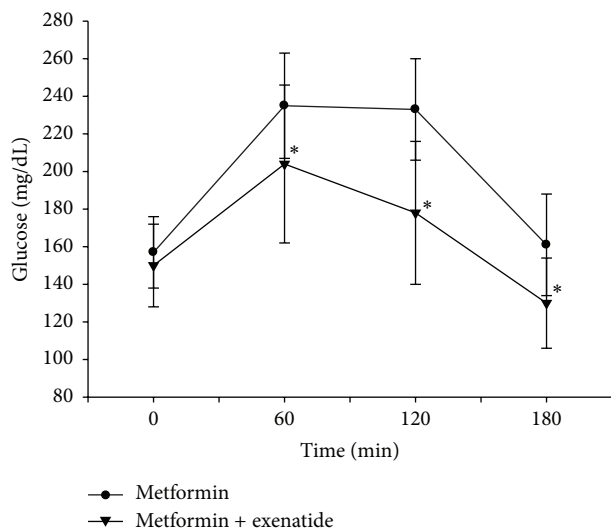 280
260
240
220
200
180
160
140
120
100
80
Glucose (mg/dL)
*
*
*
0 60 120 180
Time (min)
Metformin
Metformin + exenatide